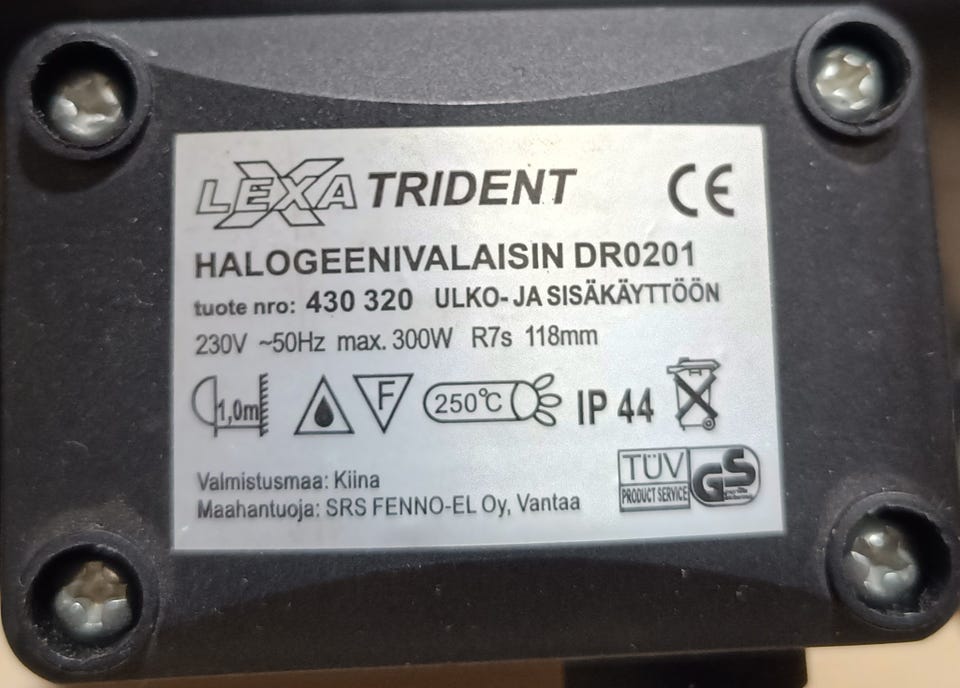 LEXA TRIDENT CE
HALOGEENIVALAISIN DR0201
tuote nro: 430 320 ULKO- JA SISÄKÄYTTÖÖN
230V ~50Hz max. 300W R7s 118mm
1,0m F 250°C IP 44
Valmistusmaa: Kiina
Maahantuoja: SRS FENNO-EL Oy, Vantaa
TÜV
PRODUCT SERVICE
GS